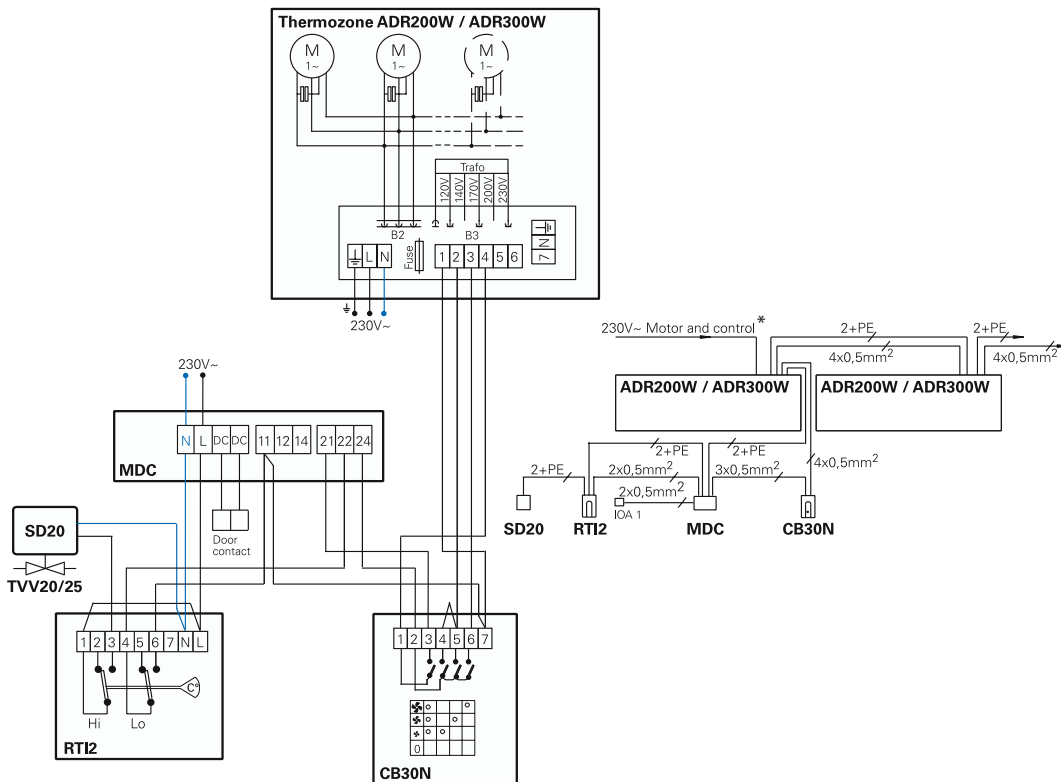 Thermozone ADR200W / ADR300W
M M M
1~ 1~ 1~
Trafo
120V 140V 170V 200V 230V
B2 B3
L N Fuse 1 2 3 4 5 6 7 N
230V~
230V~ Motor and control * 2+PE 2+PE
4x0,5mm² 4x0,5mm²
ADR200W / ADR300W ADR200W / ADR300W
230V~
N L DC DC 11 12 14 21 22 24
MDC
2+PE 2+PE
2+PE 2x0,5mm² 3x0,5mm² 4x0,5mm²
2x0,5mm²
IOA 1
SD20 RTI2 MDC CB30N
SD20
Door
contact
TVV20/25
1 2 3 4 5 6 7 N L
C°
Hi Lo
RTI2
1 2 3 4 5 6 7
0
CB30N